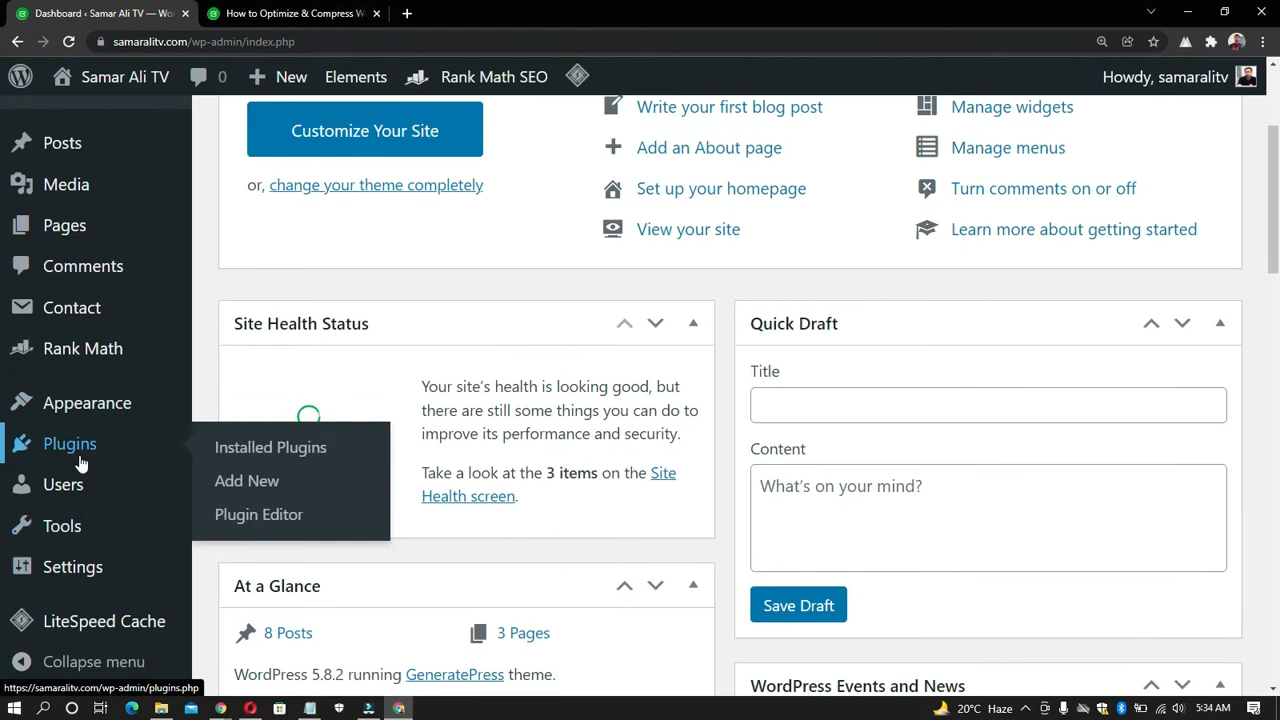 Dashboard ‹ Samar Ali TV — Wor
How to Optimize & Compress W
samaralitv.com/wp-admin/index.php
Samar Ali TV
0
New
Elements
Rank Math SEO
Howdy, samaralitv
Posts
Media
Pages
Comments
Contact
Rank Math
Appearance
Plugins
Users
Tools
Settings
LiteSpeed Cache
Collapse menu
Installed Plugins
Add New
Plugin Editor
Customize Your Site
or, change your theme completely
Write your first blog post
Add an About page
Set up your homepage
View your site
Manage widgets
Manage menus
Turn comments on or off
Learn more about getting started
Site Health Status
Your site's health is looking good, but
there are still some things you can do to
improve its performance and security.
Take a look at the 3 items on the Site
Health screen.
At a Glance
8 Posts
3 Pages
WordPress 5.8.2 running GeneratePress theme.
Quick Draft
Title
Content
What's on your mind?
Save Draft
WordPress Events and News
https://samaralitv.com/wp-admin/plugins.php
20°C Haze
5:34 AM